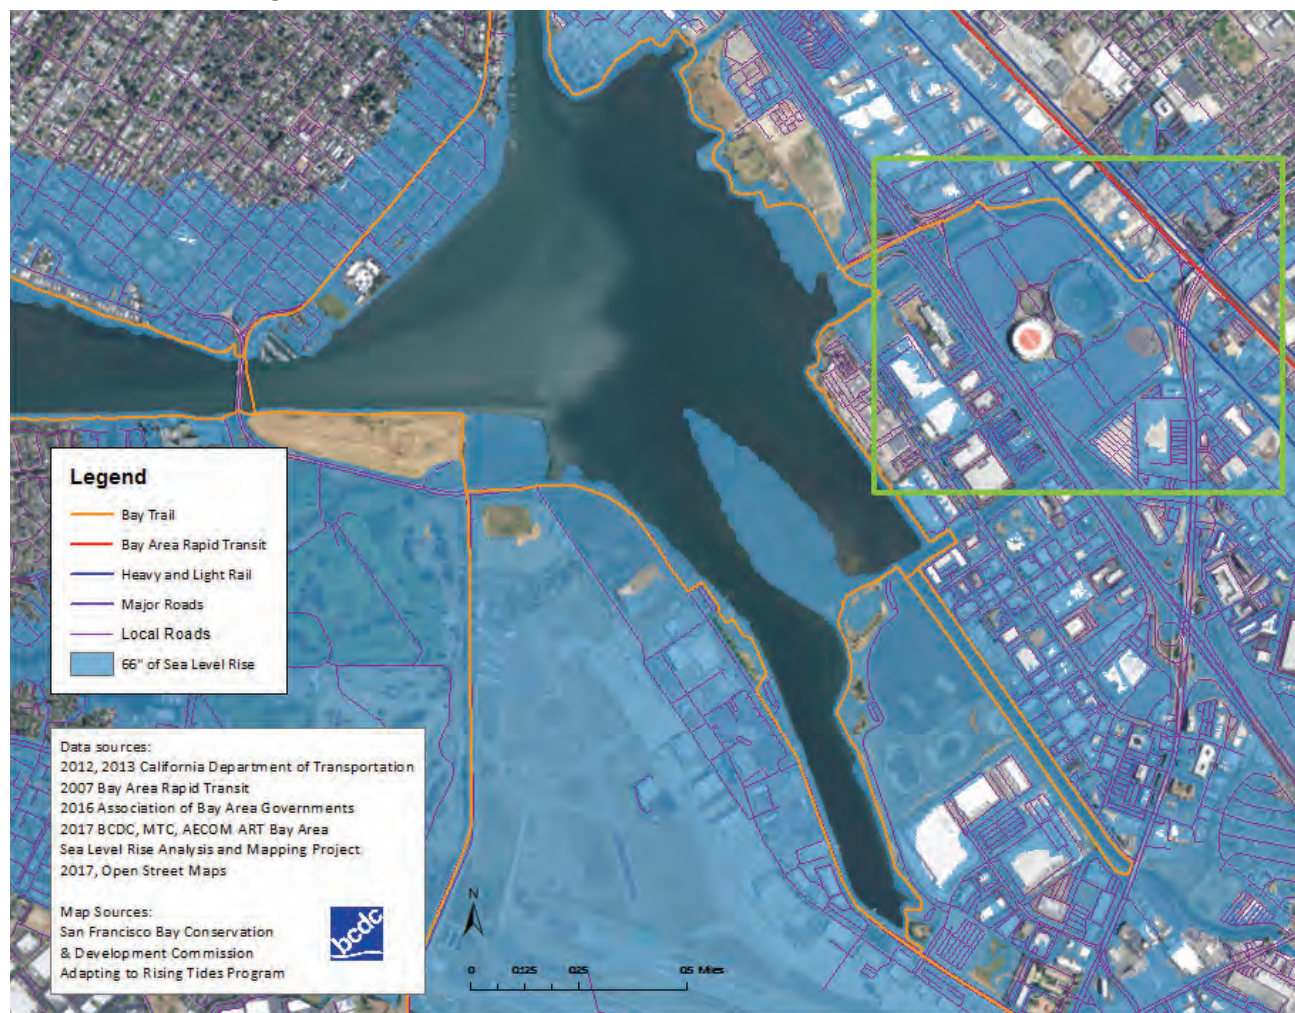 Legend
Bay Trail
Bay Area Rapid Transit
Heavy and Light Rail
Major Roads
Local Roads
66" of Sea Level Rise
Data sources:
2012, 2013 California Department of Transportation
2007 Bay Area Rapid Transit
2016 Association of Bay Area Governments
2017 BCDC, MTC, AECOM ART Bay Area
Sea Level Rise Analysis and Mapping Project
2017, Open Street Maps
Map Sources:
San Francisco Bay Conservation
& Development Commission
Adapting to Rising Tides Program
bcdc
N
0 0.125 0.25 0.5 Miles